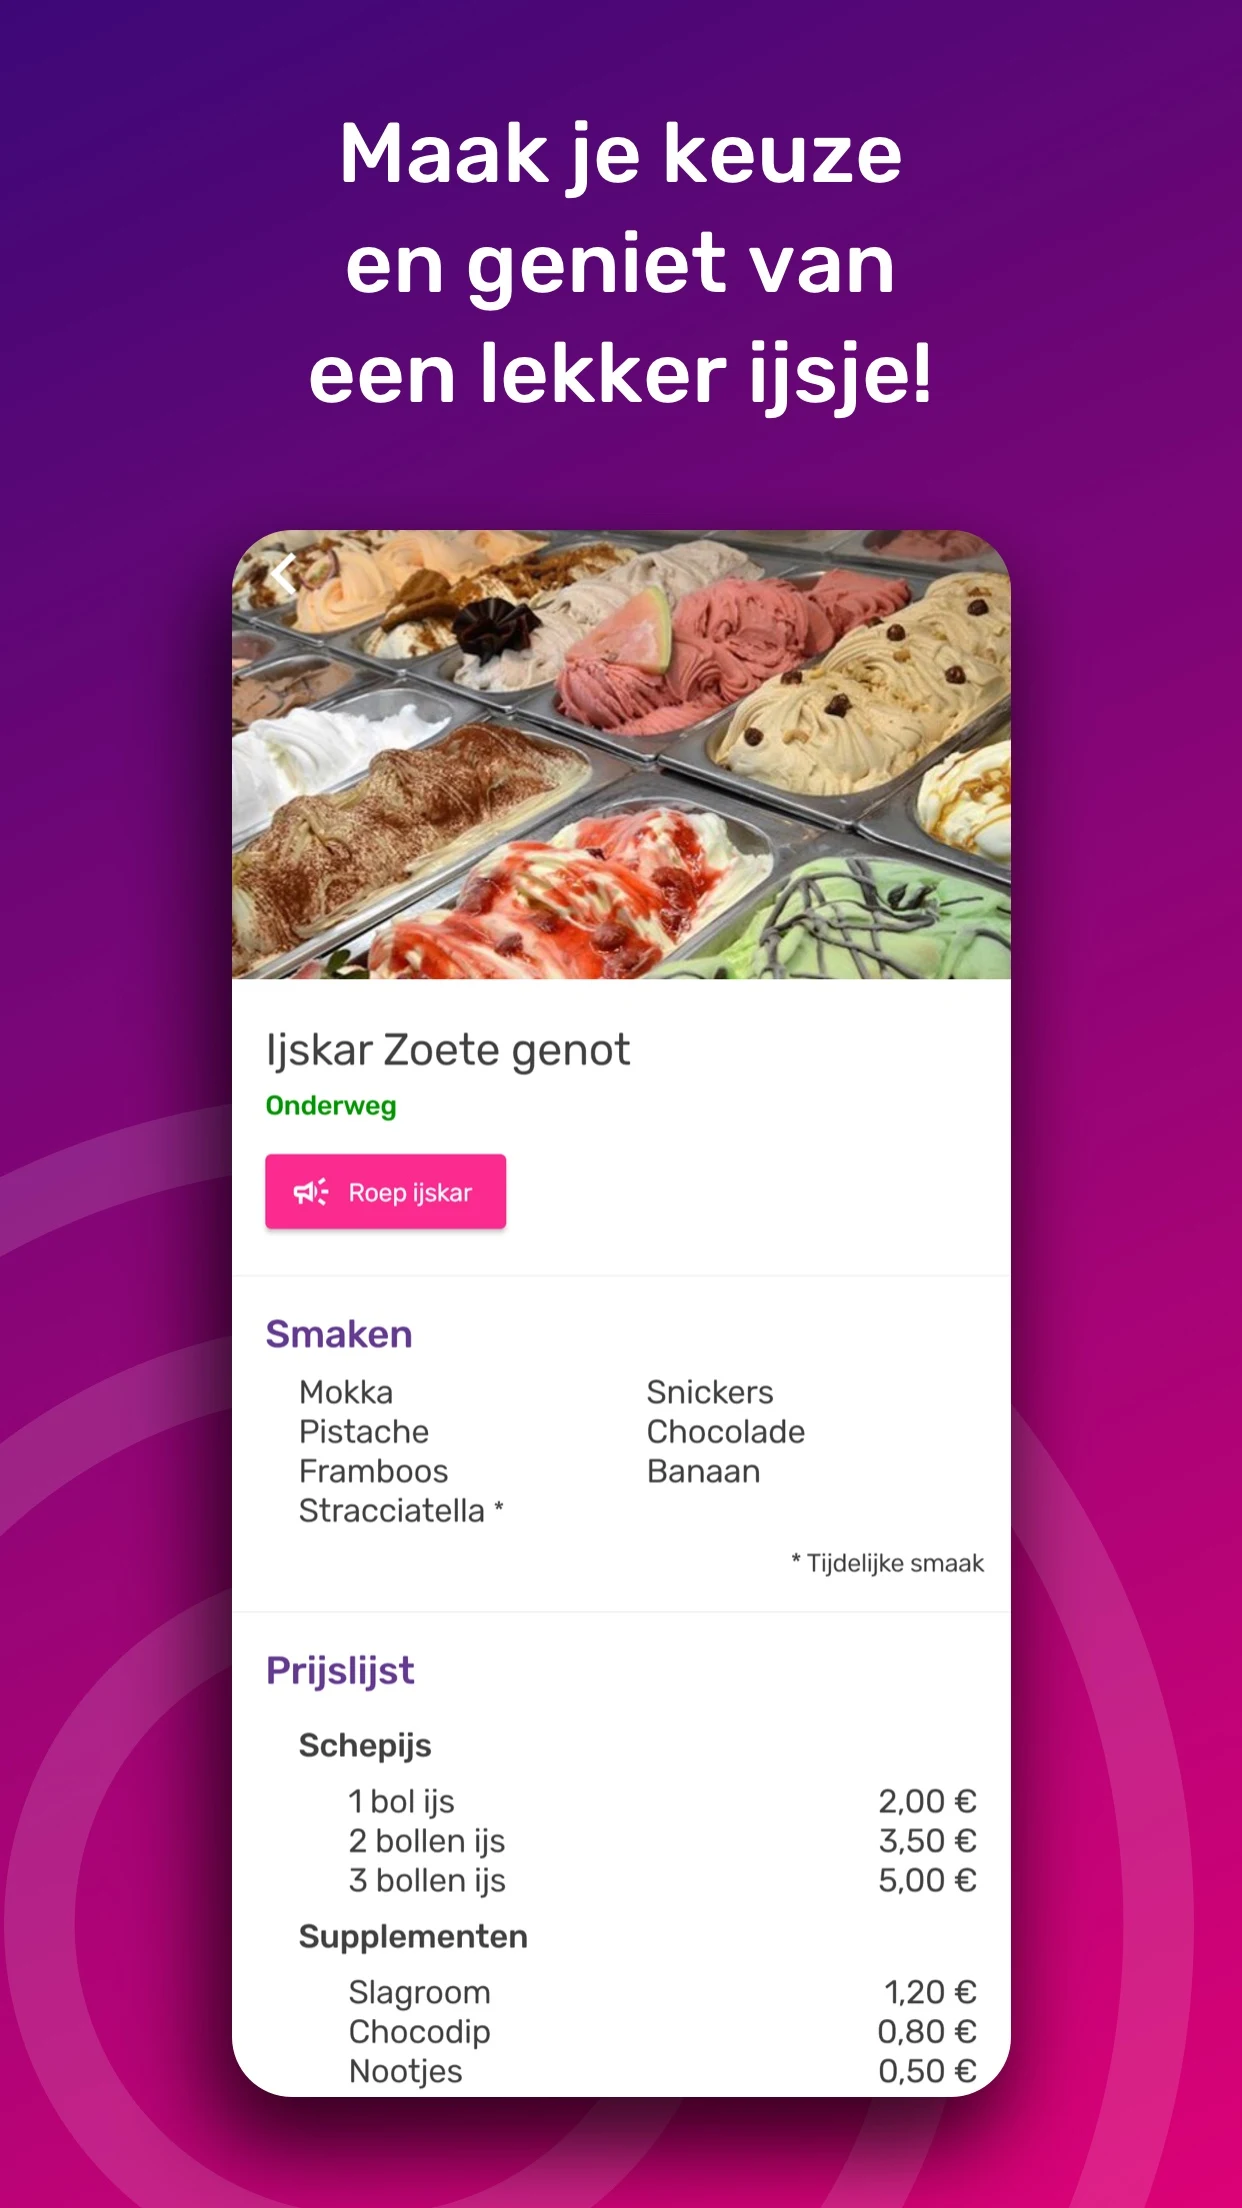 Maak je keuze
en geniet van
een lekker ijsje!
Ijskar Zoete genot
Onderweg
Roep ijskar
Smaken
Mokka
Pistache
Framboos
Stracciatella *
Snickers
Chocolade
Banaan
* Tijdelijke smaak
Prijslijst
Schepijs
1 bol ijs 2,00 €
2 bollen ijs 3,50 €
3 bollen ijs 5,00 €
Supplementen
Slagroom 1,20 €
Chocodip 0,80 €
Nootjes 0,50 €